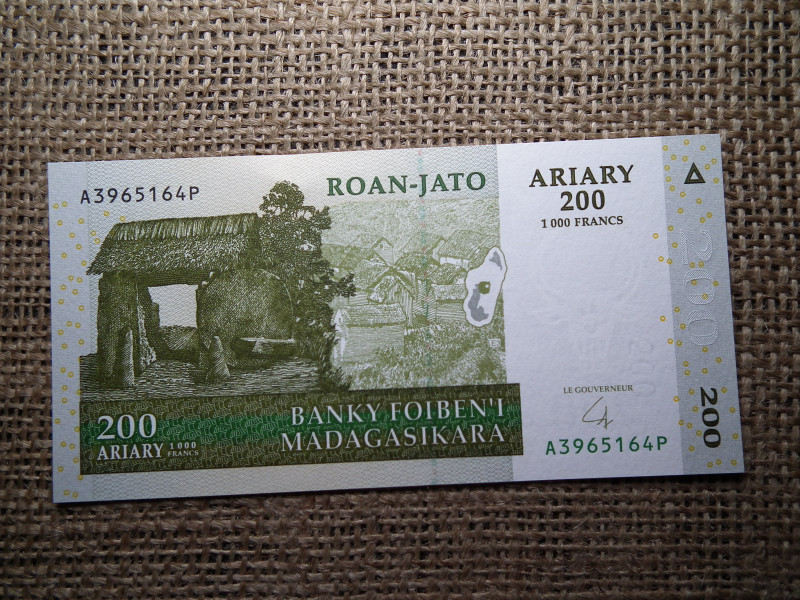 A3965164P
ROAN-JATO
ARIARY
200
1 000 FRANCS
200
LE GOUVERNEUR
A3965164P
200
200
ARIARY
1 000
FRANCS
BANKY FOIBEN'I
MADAGASIKARA